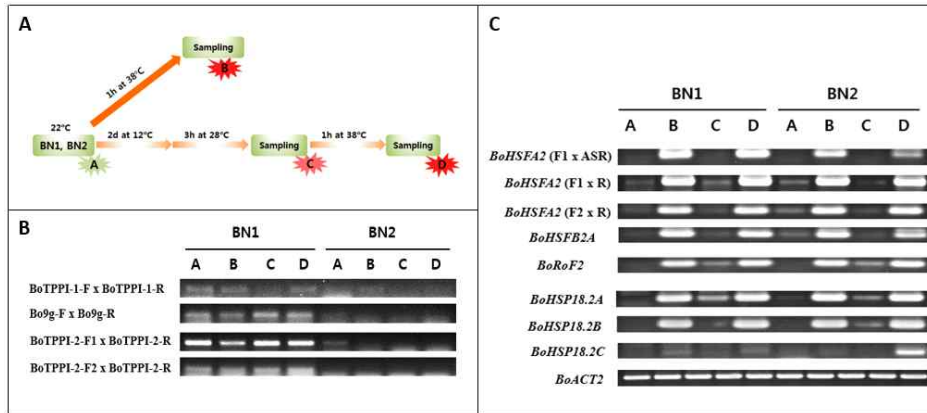 A
Sampling
B
1h at 38°C
22°C
BN1, BN2
A
2d at 12°C
3h at 28°C
Sampling
C
1h at 38°C
Sampling
D
B
BN1 BN2
A B C D A B C D
BoTPPI-1-F x BoTPPI-1-R
Bo9g-F x Bo9g-R
BoTPPI-2-F1 x BoTPPI-2-R
BoTPPI-2-F2 x BoTPPI-2-R
C
BN1 BN2
A B C D A B C D
BoHSFA2 (F1 x ASR)
BoHSFA2 (F1 x R)
BoHSFA2 (F2 x R)
BoHSFB2A
BoRoF2
BoHSP18.2A
BoHSP18.2B
BoHSP18.2C
BoACT2